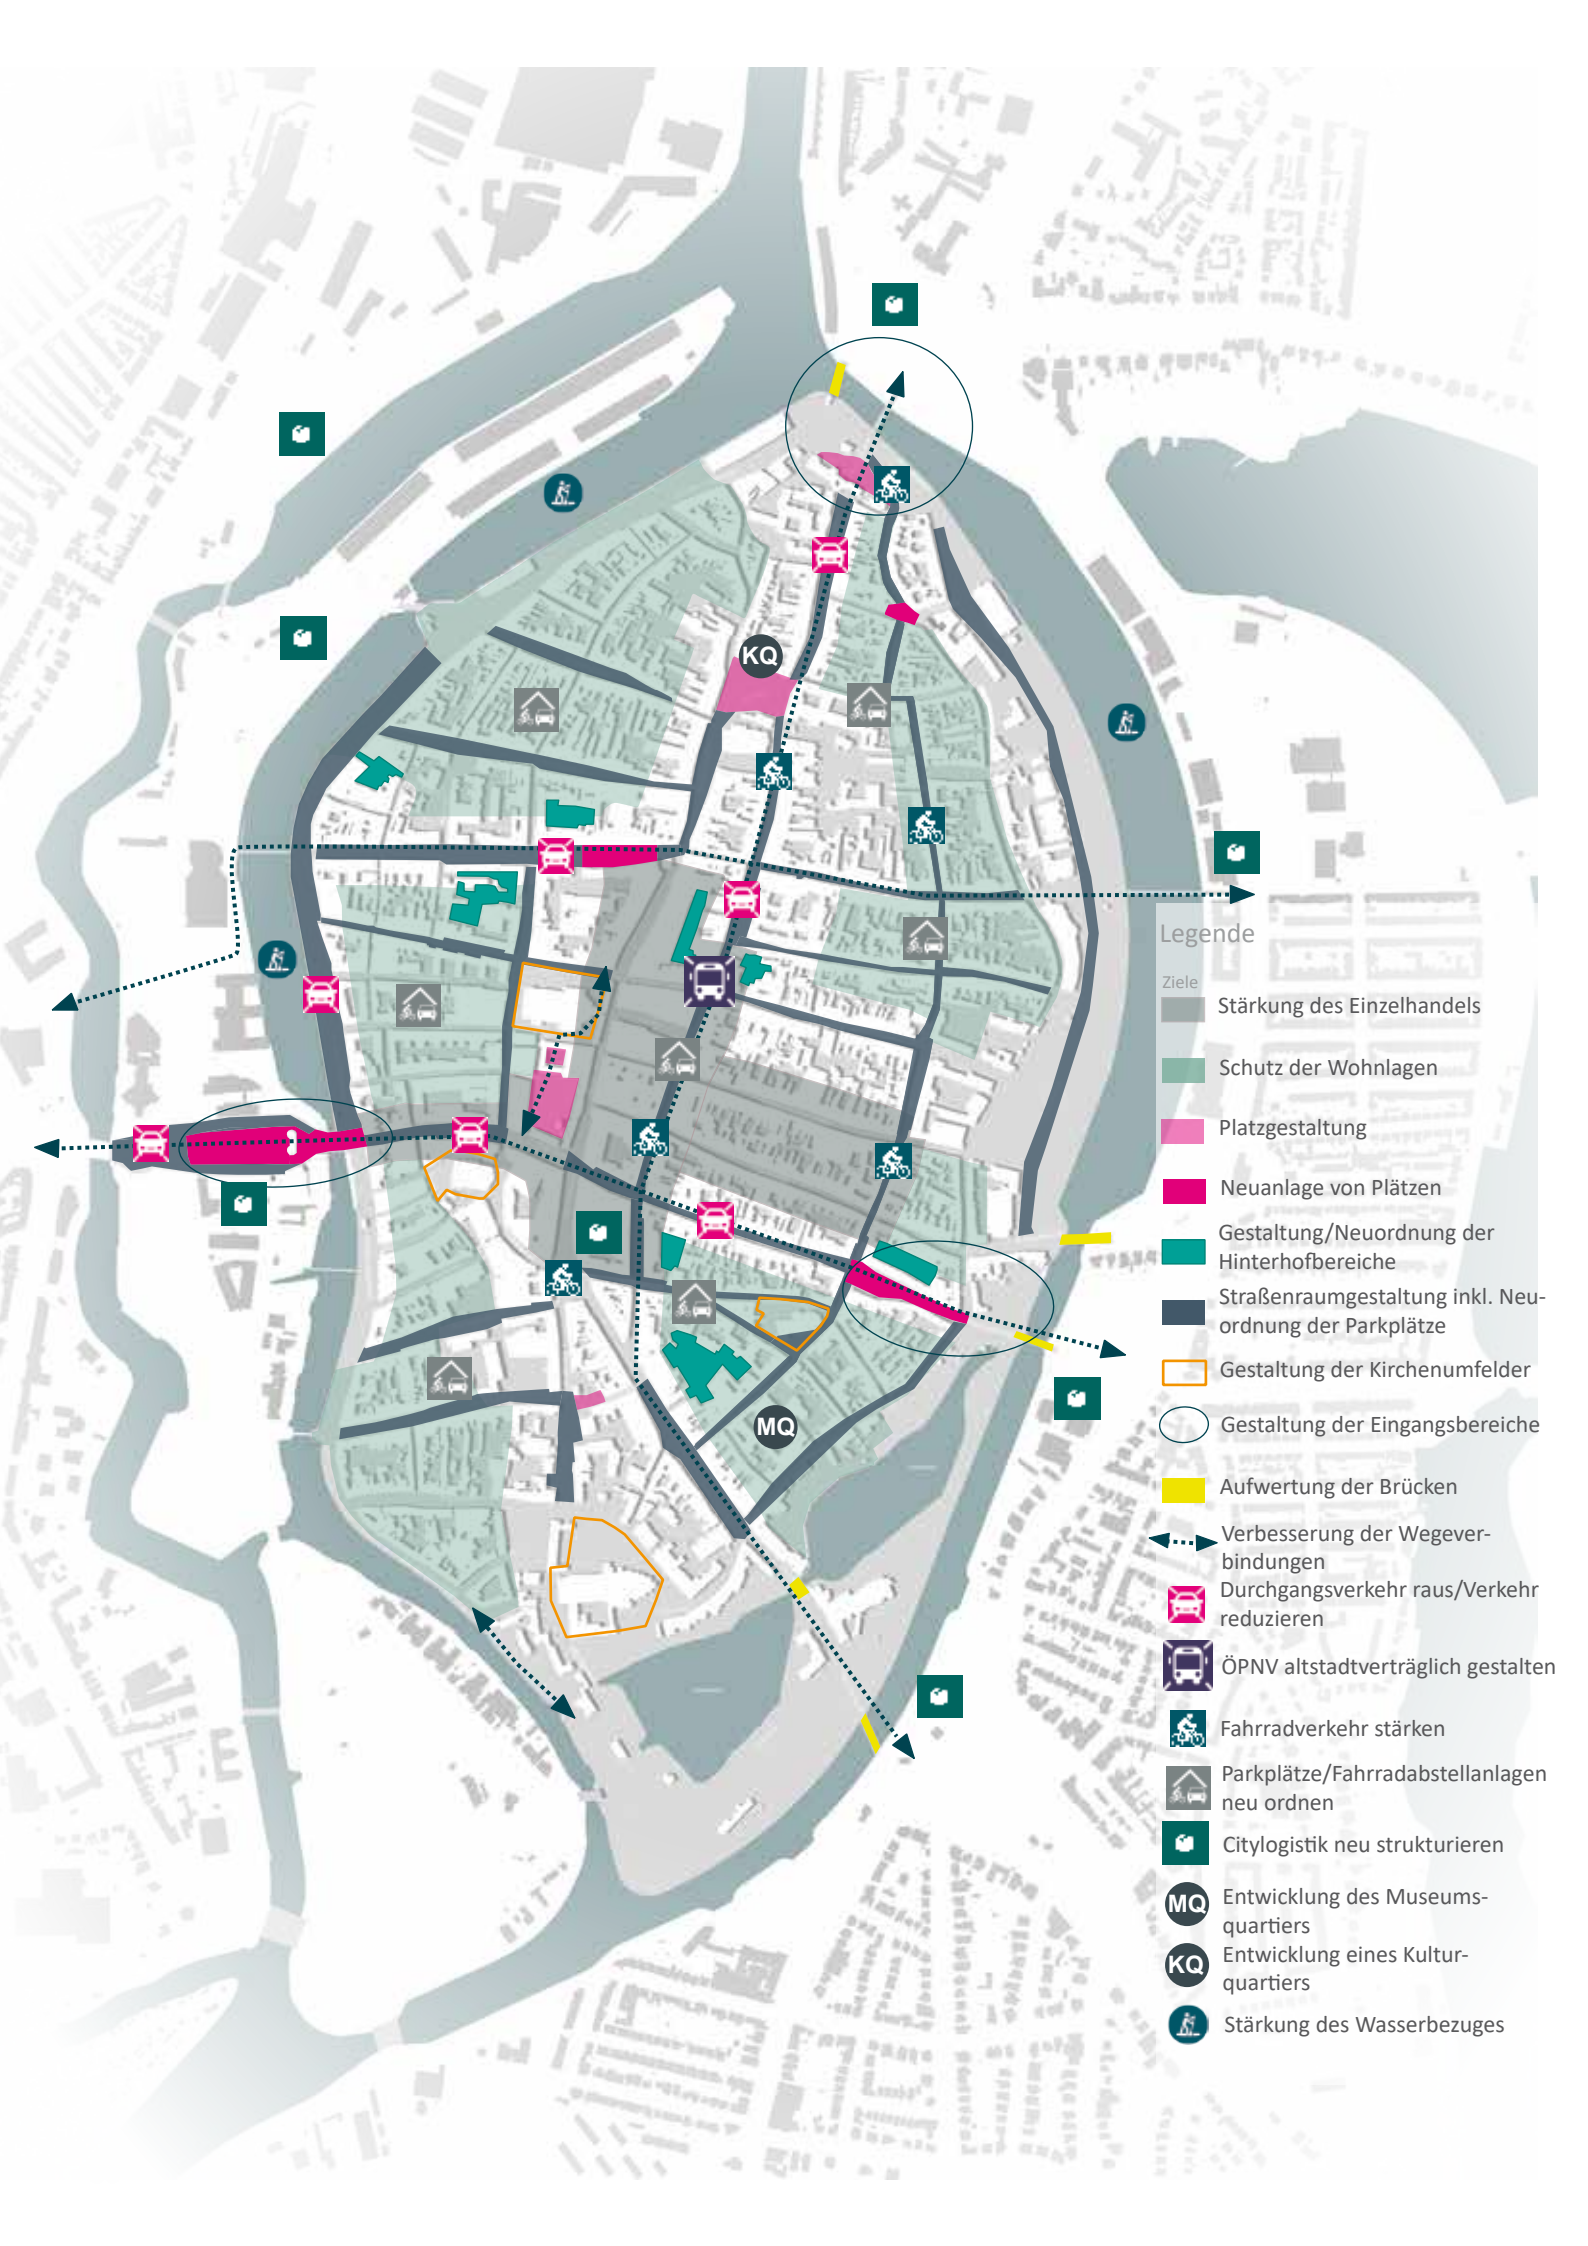 KQ
MQ
Legende
Ziele
Stärkung des Einzelhandels
Schutz der Wohnlagen
Platzgestaltung
Neuanlage von Plätzen
Gestaltung/Neuordnung der
Hinterhofbereiche
Straßenraumgestaltung inkl. Neu-
ordnung der Parkplätze
Gestaltung der Kirchenumfelder
Gestaltung der Eingangsbereiche
Aufwertung der Brücken
Verbesserung der Wegever-
bindungen
Durchgangsverkehr raus/Verkehr
reduzieren
ÖPNV altstadtverträglich gestalten
Fahrradverkehr stärken
Parkplätze/Fahrradabstellanlagen
neu ordnen
Citylogistik neu strukturieren
MQ Entwicklung des Museums-
quartiers
KQ Entwicklung eines Kultur-
quartiers
Stärkung des Wasserbezuges